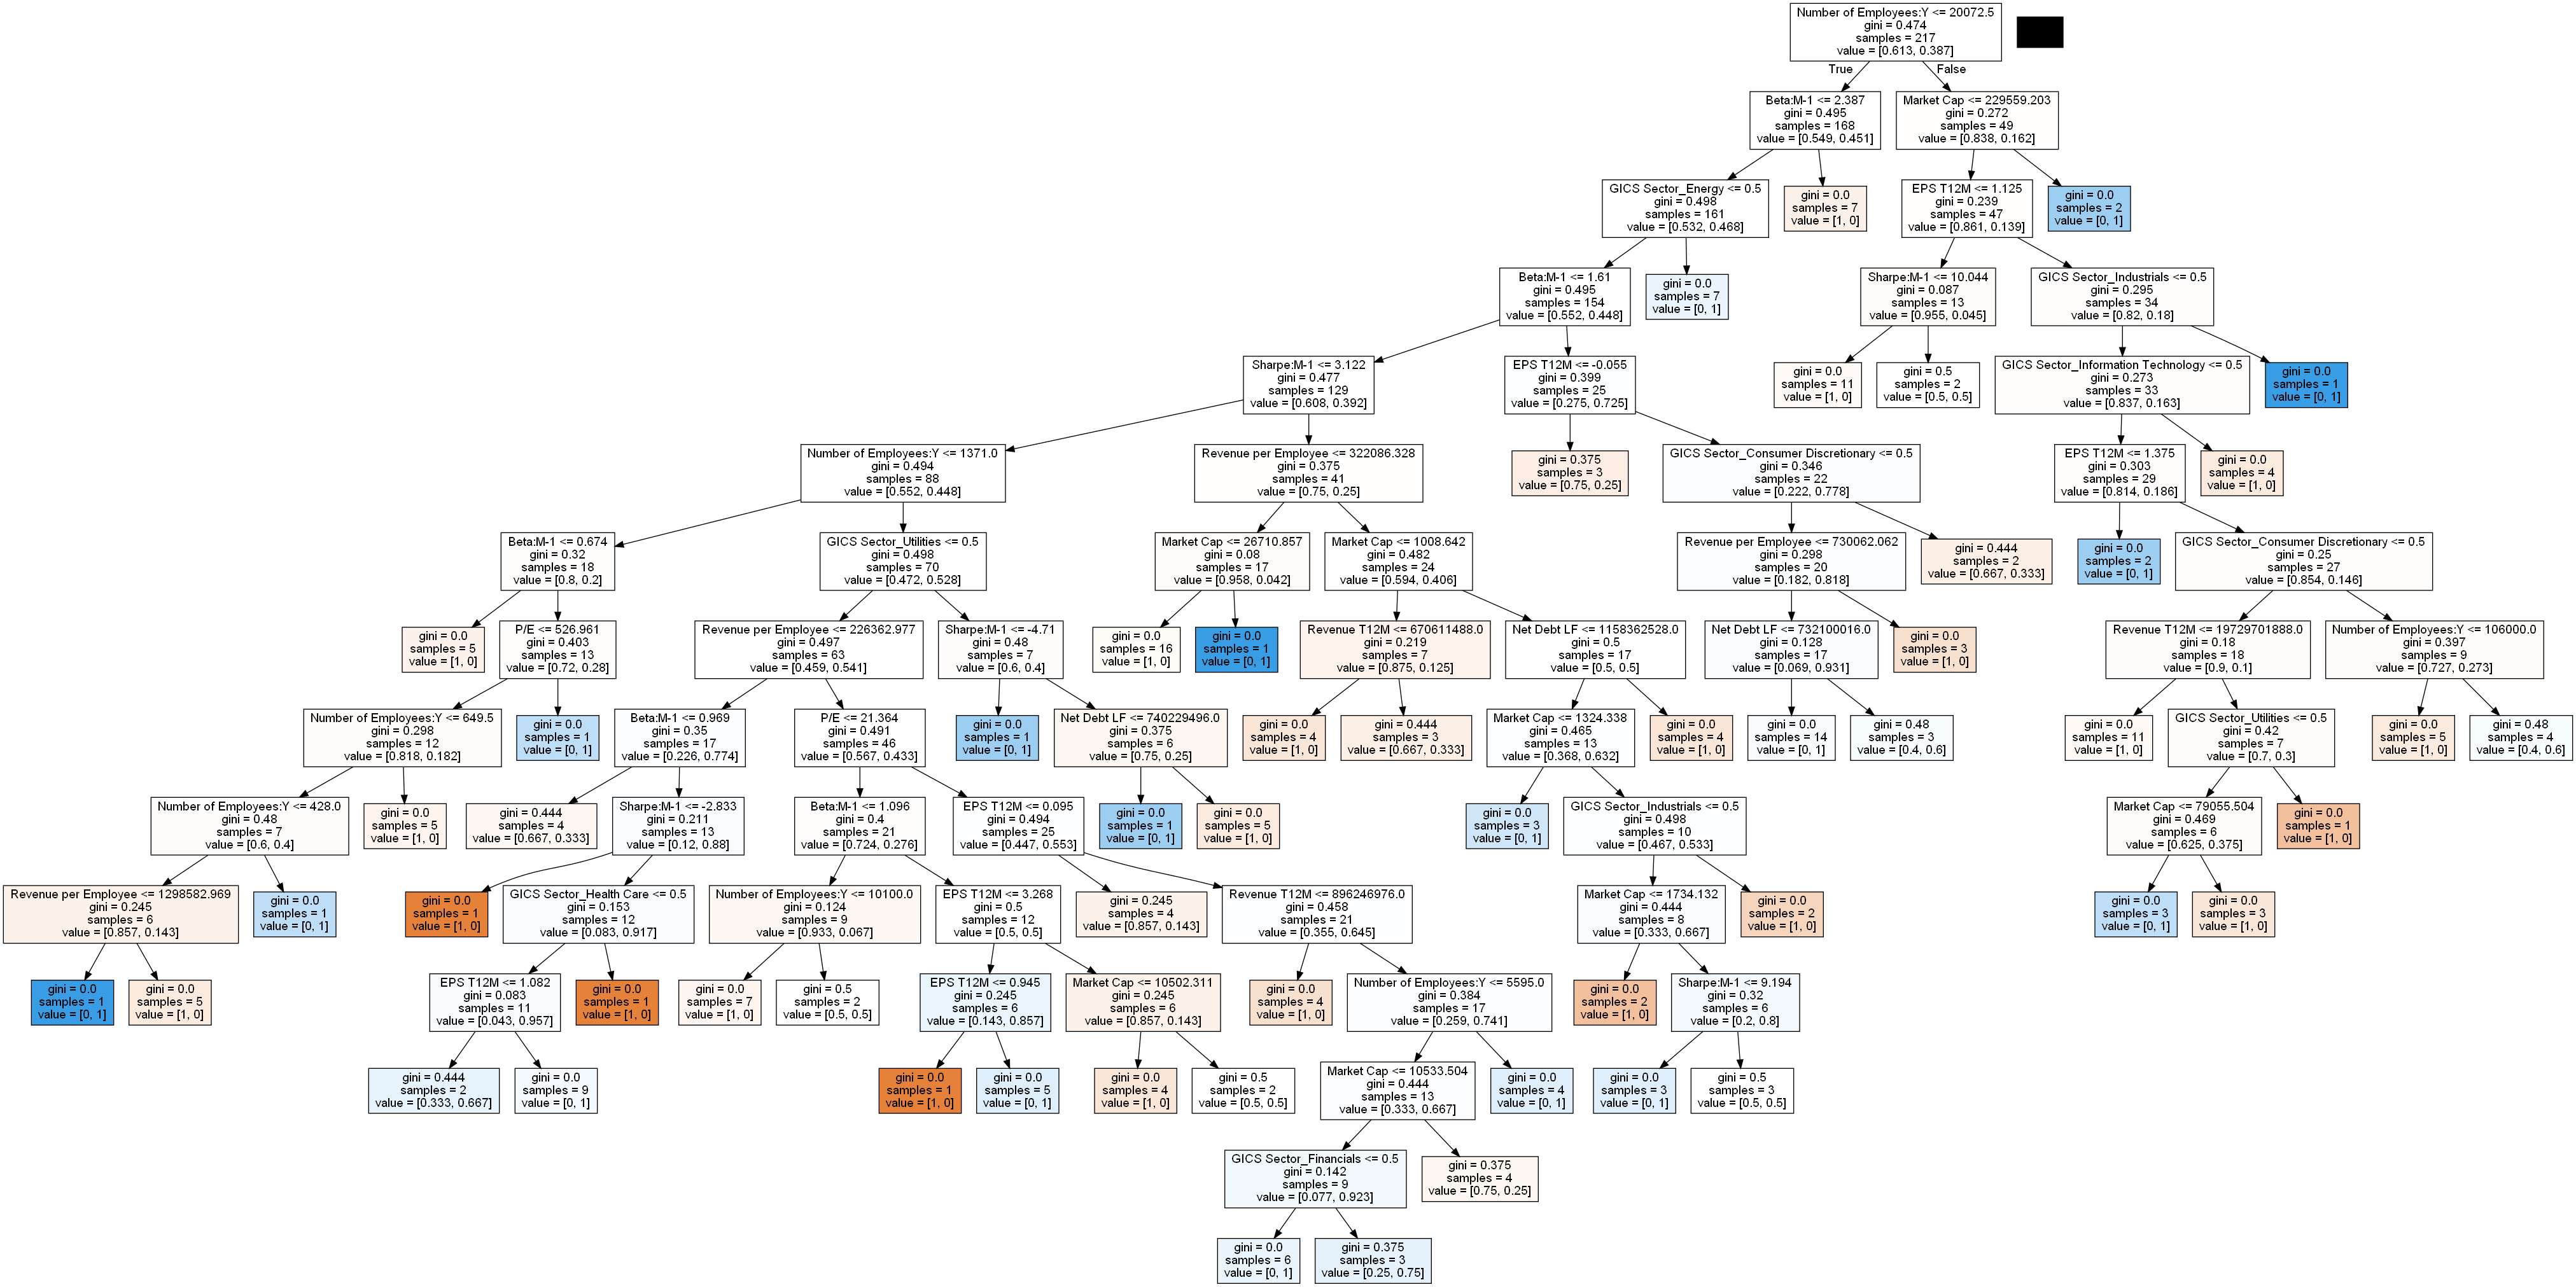 Number of Employees:Y <= 20072.5
gini = 0.474
samples = 217
value = [0.613, 0.387]
True
False
Beta:M-1 <= 2.387
gini = 0.495
samples = 168
value = [0.549, 0.451]
Market Cap <= 229559.203
gini = 0.272
samples = 49
value = [0.838, 0.162]
GICS Sector_Energy <= 0.5
gini = 0.498
samples = 161
value = [0.532, 0.468]
gini = 0.0
samples = 7
value = [1, 0]
EPS T12M <= 1.125
gini = 0.239
samples = 47
value = [0.861, 0.139]
gini = 0.0
samples = 2
value = [0, 1]
Beta:M-1 <= 1.61
gini = 0.495
samples = 154
value = [0.552, 0.448]
gini = 0.0
samples = 7
value = [0, 1]
Sharpe:M-1 <= 10.044
gini = 0.087
samples = 13
value = [0.955, 0.045]
GICS Sector_Industrials <= 0.5
gini = 0.295
samples = 34
value = [0.82, 0.18]
Sharpe:M-1 <= 3.122
gini = 0.477
samples = 129
value = [0.608, 0.392]
EPS T12M <= -0.055
gini = 0.399
samples = 25
value = [0.275, 0.725]
gini = 0.0
samples = 11
value = [1, 0]
gini = 0.5
samples = 2
value = [0.5, 0.5]
GICS Sector_Information Technology <= 0.5
gini = 0.273
samples = 33
value = [0.837, 0.163]
gini = 0.0
samples = 1
value = [0, 1]
Number of Employees:Y <= 1371.0
gini = 0.494
samples = 88
value = [0.552, 0.448]
Revenue per Employee <= 322086.328
gini = 0.375
samples = 41
value = [0.75, 0.25]
gini = 0.375
samples = 3
value = [0.75, 0.25]
GICS Sector_Consumer Discretionary <= 0.5
gini = 0.346
samples = 22
value = [0.222, 0.778]
EPS T12M <= 1.375
gini = 0.303
samples = 29
value = [0.814, 0.186]
gini = 0.0
samples = 4
value = [1, 0]
Beta:M-1 <= 0.674
gini = 0.32
samples = 18
value = [0.8, 0.2]
GICS Sector_Utilities <= 0.5
gini = 0.498
samples = 70
value = [0.472, 0.528]
Market Cap <= 26710.857
gini = 0.08
samples = 17
value = [0.958, 0.042]
Market Cap <= 1008.642
gini = 0.482
samples = 24
value = [0.594, 0.406]
Revenue per Employee <= 730062.062
gini = 0.298
samples = 20
value = [0.182, 0.818]
gini = 0.444
samples = 2
value = [0.667, 0.333]
gini = 0.0
samples = 2
value = [0, 1]
GICS Sector_Consumer Discretionary <= 0.5
gini = 0.25
samples = 27
value = [0.854, 0.146]
gini = 0.0
samples = 5
value = [1, 0]
P/E <= 526.961
gini = 0.403
samples = 13
value = [0.72, 0.28]
Revenue per Employee <= 226362.977
gini = 0.497
samples = 63
value = [0.459, 0.541]
Sharpe:M-1 <= -4.71
gini = 0.48
samples = 7
value = [0.6, 0.4]
gini = 0.0
samples = 16
value = [1, 0]
gini = 0.0
samples = 1
value = [0, 1]
Revenue T12M <= 670611488.0
gini = 0.219
samples = 7
value = [0.875, 0.125]
Net Debt LF <= 1158362528.0
gini = 0.5
samples = 17
value = [0.5, 0.5]
Net Debt LF <= 732100016.0
gini = 0.128
samples = 17
value = [0.069, 0.931]
gini = 0.0
samples = 3
value = [1, 0]
Revenue T12M <= 19729701888.0
gini = 0.18
samples = 18
value = [0.9, 0.1]
Number of Employees:Y <= 106000.0
gini = 0.397
samples = 9
value = [0.727, 0.273]
Number of Employees:Y <= 649.5
gini = 0.298
samples = 12
value = [0.818, 0.182]
gini = 0.0
samples = 1
value = [0, 1]
Beta:M-1 <= 0.969
gini = 0.35
samples = 17
value = [0.226, 0.774]
P/E <= 21.364
gini = 0.491
samples = 46
value = [0.567, 0.433]
gini = 0.0
samples = 1
value = [0, 1]
Net Debt LF <= 740229496.0
gini = 0.375
samples = 6
value = [0.75, 0.25]
gini = 0.0
samples = 4
value = [1, 0]
gini = 0.444
samples = 3
value = [0.667, 0.333]
Market Cap <= 1324.338
gini = 0.465
samples = 13
value = [0.368, 0.632]
gini = 0.0
samples = 4
value = [1, 0]
gini = 0.0
samples = 14
value = [0, 1]
gini = 0.48
samples = 3
value = [0.4, 0.6]
gini = 0.0
samples = 11
value = [1, 0]
GICS Sector_Utilities <= 0.5
gini = 0.42
samples = 7
value = [0.7, 0.3]
gini = 0.0
samples = 5
value = [1, 0]
gini = 0.48
samples = 4
value = [0.4, 0.6]
Number of Employees:Y <= 428.0
gini = 0.48
samples = 7
value = [0.6, 0.4]
gini = 0.0
samples = 5
value = [1, 0]
gini = 0.444
samples = 4
value = [0.667, 0.333]
Sharpe:M-1 <= -2.833
gini = 0.211
samples = 13
value = [0.12, 0.88]
Beta:M-1 <= 1.096
gini = 0.4
samples = 21
value = [0.724, 0.276]
EPS T12M <= 0.095
gini = 0.494
samples = 25
value = [0.447, 0.553]
gini = 0.0
samples = 1
value = [0, 1]
gini = 0.0
samples = 5
value = [1, 0]
gini = 0.0
samples = 3
value = [0, 1]
GICS Sector_Industrials <= 0.5
gini = 0.498
samples = 10
value = [0.467, 0.533]
Market Cap <= 79055.504
gini = 0.469
samples = 6
value = [0.625, 0.375]
gini = 0.0
samples = 1
value = [1, 0]
Revenue per Employee <= 1298582.969
gini = 0.245
samples = 6
value = [0.857, 0.143]
gini = 0.0
samples = 1
value = [0, 1]
gini = 0.0
samples = 1
value = [1, 0]
GICS Sector_Health Care <= 0.5
gini = 0.153
samples = 12
value = [0.083, 0.917]
Number of Employees:Y <= 10100.0
gini = 0.124
samples = 9
value = [0.933, 0.067]
EPS T12M <= 3.268
gini = 0.5
samples = 12
value = [0.5, 0.5]
gini = 0.245
samples = 4
value = [0.857, 0.143]
Revenue T12M <= 896246976.0
gini = 0.458
samples = 21
value = [0.355, 0.645]
Market Cap <= 1734.132
gini = 0.444
samples = 8
value = [0.333, 0.667]
gini = 0.0
samples = 2
value = [1, 0]
gini = 0.0
samples = 3
value = [0, 1]
gini = 0.0
samples = 3
value = [1, 0]
gini = 0.0
samples = 1
value = [0, 1]
gini = 0.0
samples = 5
value = [1, 0]
EPS T12M <= 1.082
gini = 0.083
samples = 11
value = [0.043, 0.957]
gini = 0.0
samples = 1
value = [1, 0]
gini = 0.0
samples = 7
value = [1, 0]
gini = 0.5
samples = 2
value = [0.5, 0.5]
EPS T12M <= 0.945
gini = 0.245
samples = 6
value = [0.143, 0.857]
Market Cap <= 10502.311
gini = 0.245
samples = 6
value = [0.857, 0.143]
gini = 0.0
samples = 4
value = [1, 0]
Number of Employees:Y <= 5595.0
gini = 0.384
samples = 17
value = [0.259, 0.741]
gini = 0.0
samples = 2
value = [1, 0]
Sharpe:M-1 <= 9.194
gini = 0.32
samples = 6
value = [0.2, 0.8]
gini = 0.444
samples = 2
value = [0.333, 0.667]
gini = 0.0
samples = 9
value = [0, 1]
gini = 0.0
samples = 1
value = [1, 0]
gini = 0.0
samples = 5
value = [0, 1]
gini = 0.0
samples = 4
value = [1, 0]
gini = 0.5
samples = 2
value = [0.5, 0.5]
Market Cap <= 10533.504
gini = 0.444
samples = 13
value = [0.333, 0.667]
gini = 0.0
samples = 4
value = [0, 1]
gini = 0.0
samples = 3
value = [0, 1]
gini = 0.5
samples = 3
value = [0.5, 0.5]
GICS Sector_Financials <= 0.5
gini = 0.142
samples = 9
value = [0.077, 0.923]
gini = 0.375
samples = 4
value = [0.75, 0.25]
gini = 0.0
samples = 6
value = [0, 1]
gini = 0.375
samples = 3
value = [0.25, 0.75]